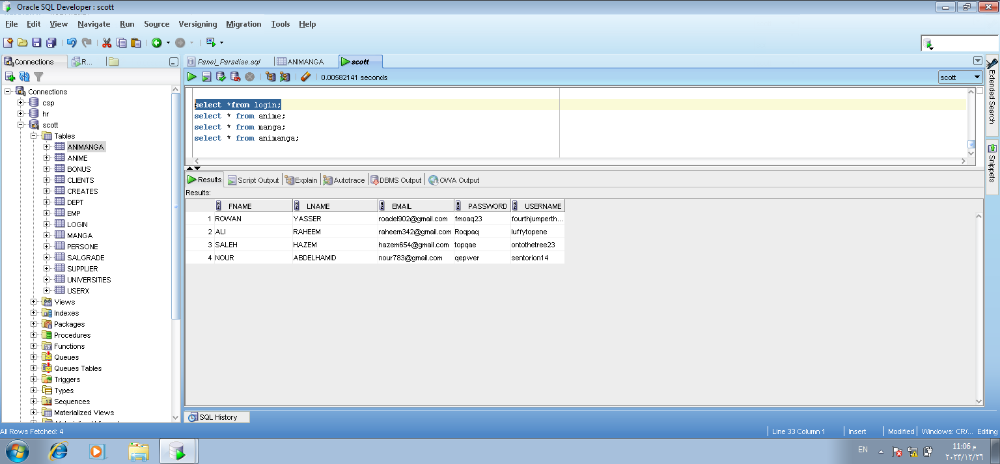 Oracle SQL Developer : scott
File Edit View Navigate Run Source Versioning Migration Tools Help
Connections R...
Panel_Paradise.sql ANIMANGA scott
0.00582141 seconds scott
Connections
csp
hr
scott
Tables
ANIMANGA
ANIME
BONUS
CLIENTS
CREATES
DEPT
EMP
LOGIN
MANGA
PERSONE
SALGRADE
SUPPLIER
UNIVERSITIES
USERX
Views
Indexes
Packages
Procedures
Functions
Queues
Queues Tables
Triggers
Types
Sequences
Materialized Views
select *from login;
select * from anime;
select * from manga;
select * from animanga;
Results Script Output Explain Autotrace DBMS Output OWA Output
Results:
FNAME LNAME EMAIL PASSWORD USERNAME
1 ROWAN YASSER roadel902@gmail.com fmoaq23 fourthjumperth...
2 ALI RAHEEM raheem342@gmail.com Roqpaq luffytopene
3 SALEH HAZEM hazem654@gmail.com topqae ontothetree23
4 NOUR ABDELHAMID nour783@gmail.com qepwer sentorion14
Extended Search
Snippets
SQL History
All Rows Fetched: 4
Line 33 Column 1 Insert Modified Windows: CR/... Editing
EN
11:06 م
٢٠٢٣/١٢/٢٦